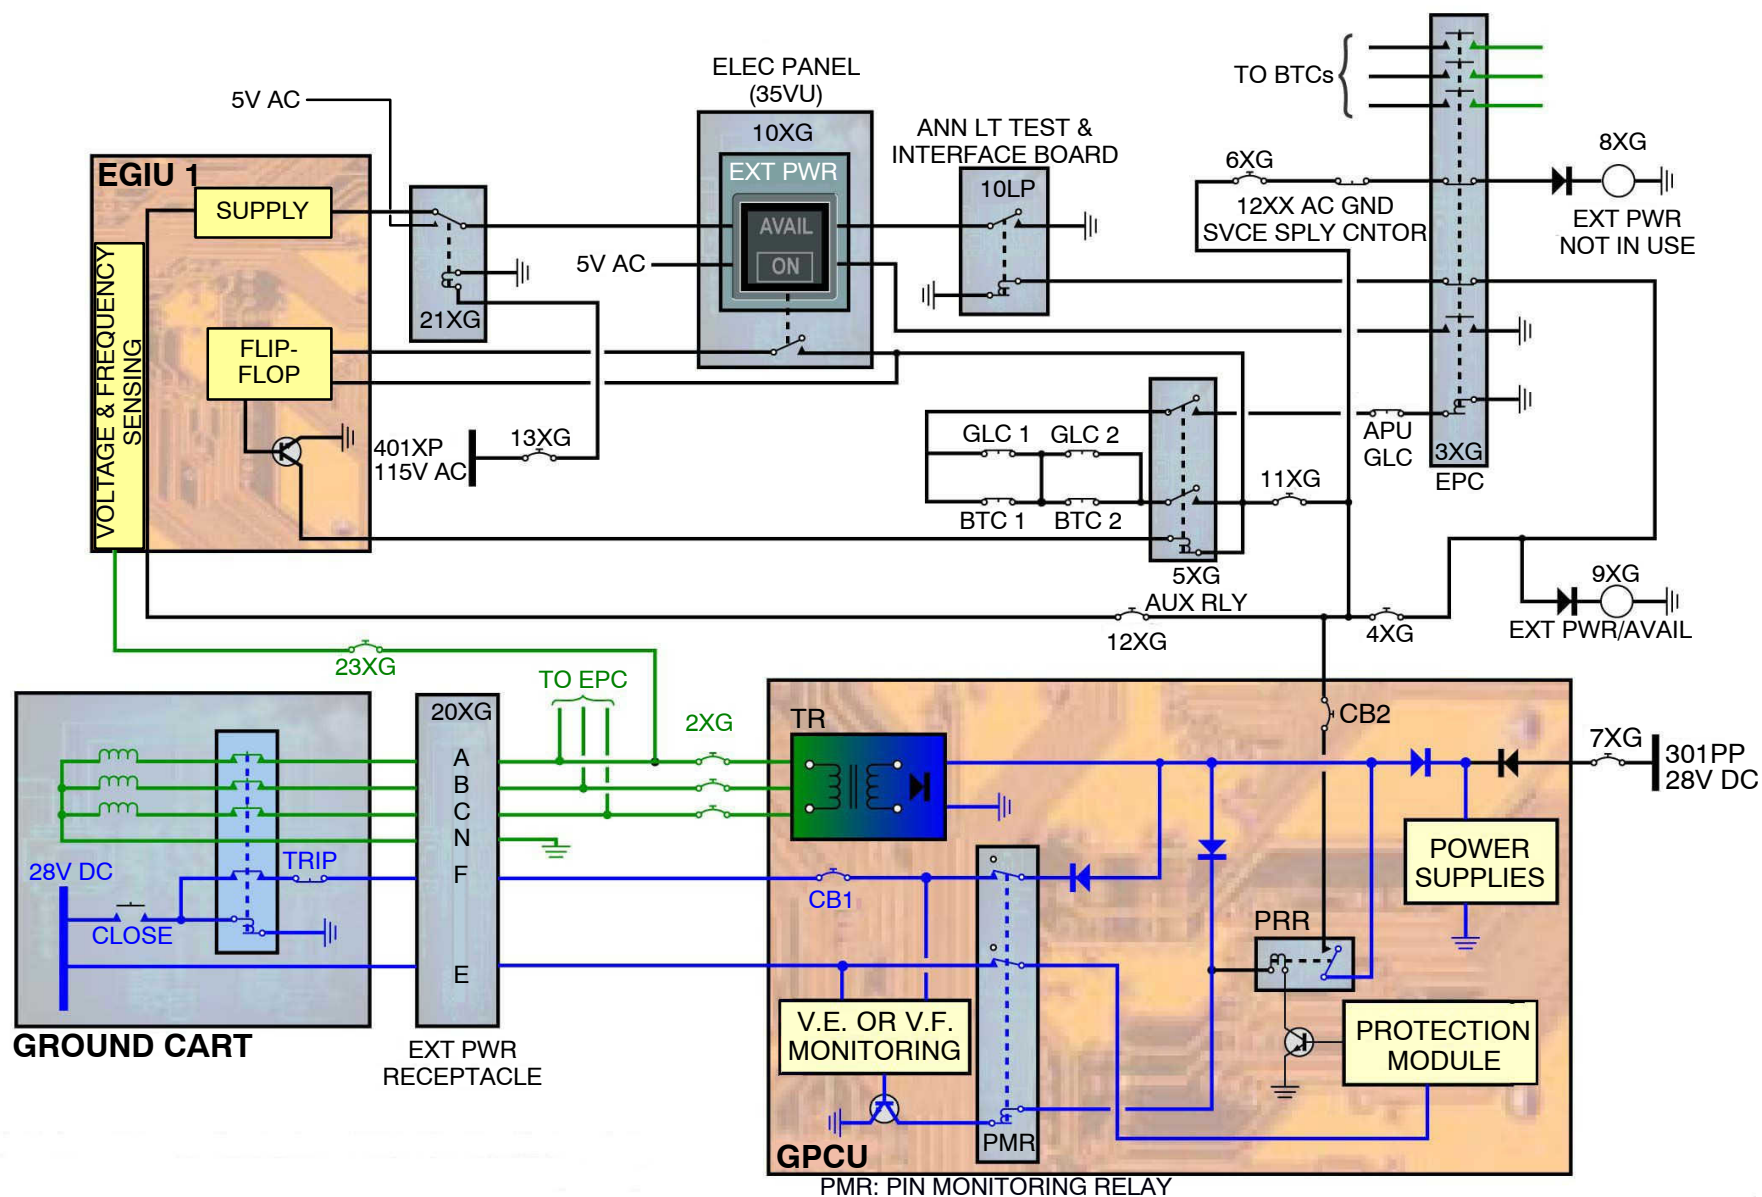 TO BTCs
ELEC PANEL
(35VU)
5V AC
10XG
ANN LT TEST &
INTERFACE BOARD
6XG
8XG
EGIU 1
EXT PWR
10LP
SUPPLY
AVAIL
12XX AC GND
SVCE SPLY CNTOR
EXT PWR
NOT IN USE
5V AC
ON
VOLTAGE & FREQUENCY
SENSING
21XG
FLIP-
FLOP
401XP
115V AC
13XG
GLC 1
GLC 2
APU
GLC
3XG
EPC
11XG
BTC 1
BTC 2
5XG
AUX RLY
9XG
EXT PWR/AVAIL
12XG
4XG
23XG
TO EPC
20XG
2XG
TR
CB2
7XG
301PP
28V DC
A
B
C
N
F
E
28V DC
TRIP
CLOSE
CB1
POWER
SUPPLIES
PRR
V.E. OR V.F.
MONITORING
PROTECTION
MODULE
GROUND CART
EXT PWR
RECEPTACLE
PMR
GPCU
PMR: PIN MONITORING RELAY